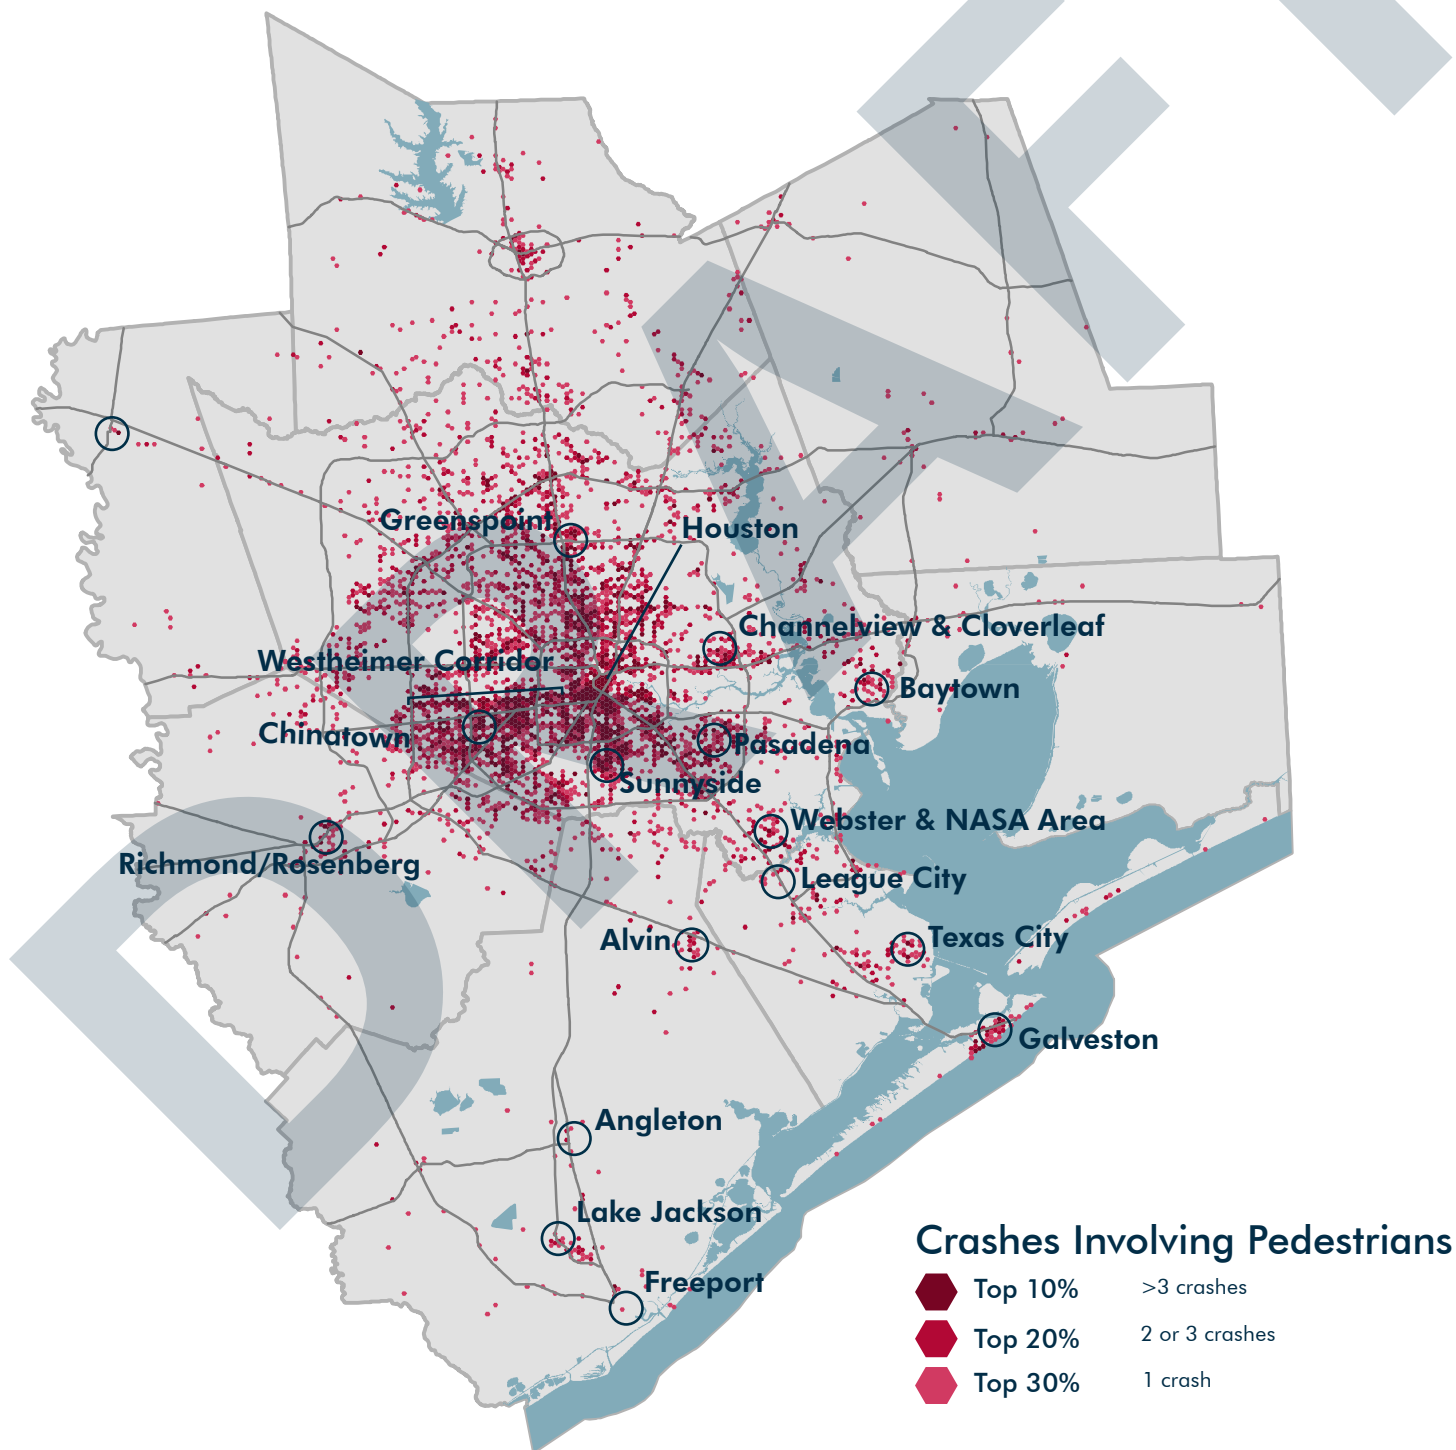 Greenspoint
Houston
Channelview & Cloverleaf
Westheimer Corridor
Baytown
Chinatown
Pasadena
Sunnyside
Webster & NASA Area
Richmond/Rosenberg
League City
Alvin
Texas City
Galveston
Angleton
Lake Jackson
Freeport
Crashes Involving Pedestrians
Top 10% >3 crashes
Top 20% 2 or 3 crashes
Top 30% 1 crash
DRAFT